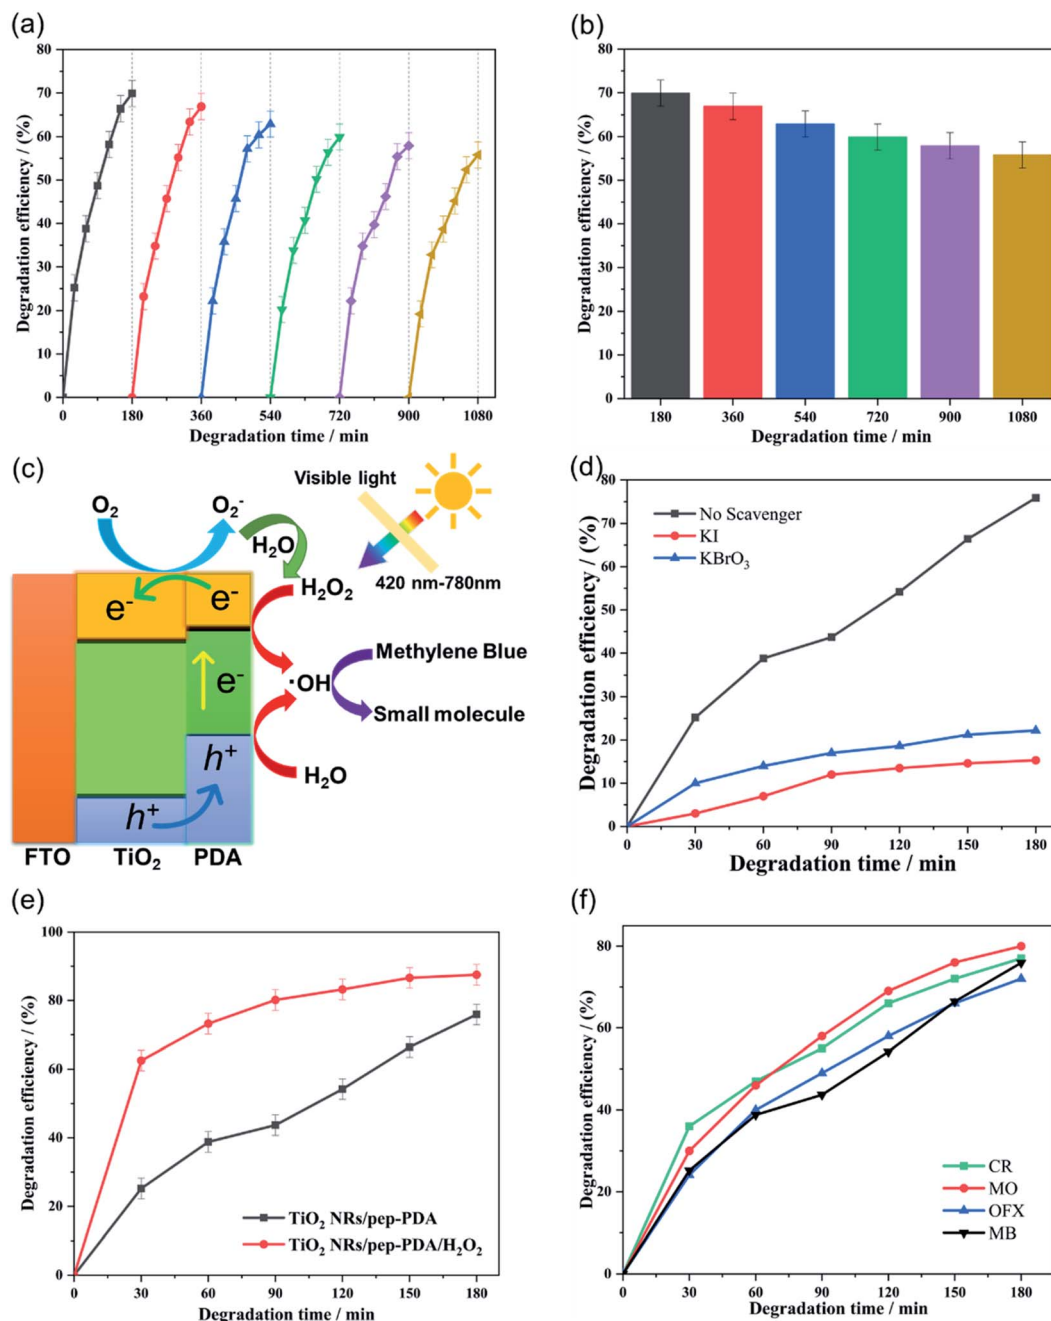 (a)
80
70
60
50
40
30
20
10
0
Degradation efficiency / (%)
0 180 360 540 720 900 1080
Degradation time / min
(b)
80
70
60
50
40
30
20
10
0
Degradation efficiency / (%)
180 360 540 720 900 1080
Degradation time / min
(c)
Visible light
O₂ O₂⁻
H₂O
H₂O₂
420 nm-780nm
e⁻ e⁻
e⁻
Methylene Blue
·OH
Small molecule
h⁺
h⁺
H₂O
FTO TiO₂ PDA
(d)
80
70
60
50
40
30
20
10
0
Degradation efficiency / (%)
No Scavenger
KI
KBrO₃
0 30 60 90 120 150 180
Degradation time / min
(e)
100
80
60
40
20
0
Degradation efficiency / (%)
TiO₂ NRs/pep-PDA
TiO₂ NRs/pep-PDA/H₂O₂
0 30 60 90 120 150 180
Degradation time / min
(f)
80
60
40
20
0
Degradation efficiency / (%)
CR
MO
OFX
MB
0 30 60 90 120 150 180
Degradation time / min